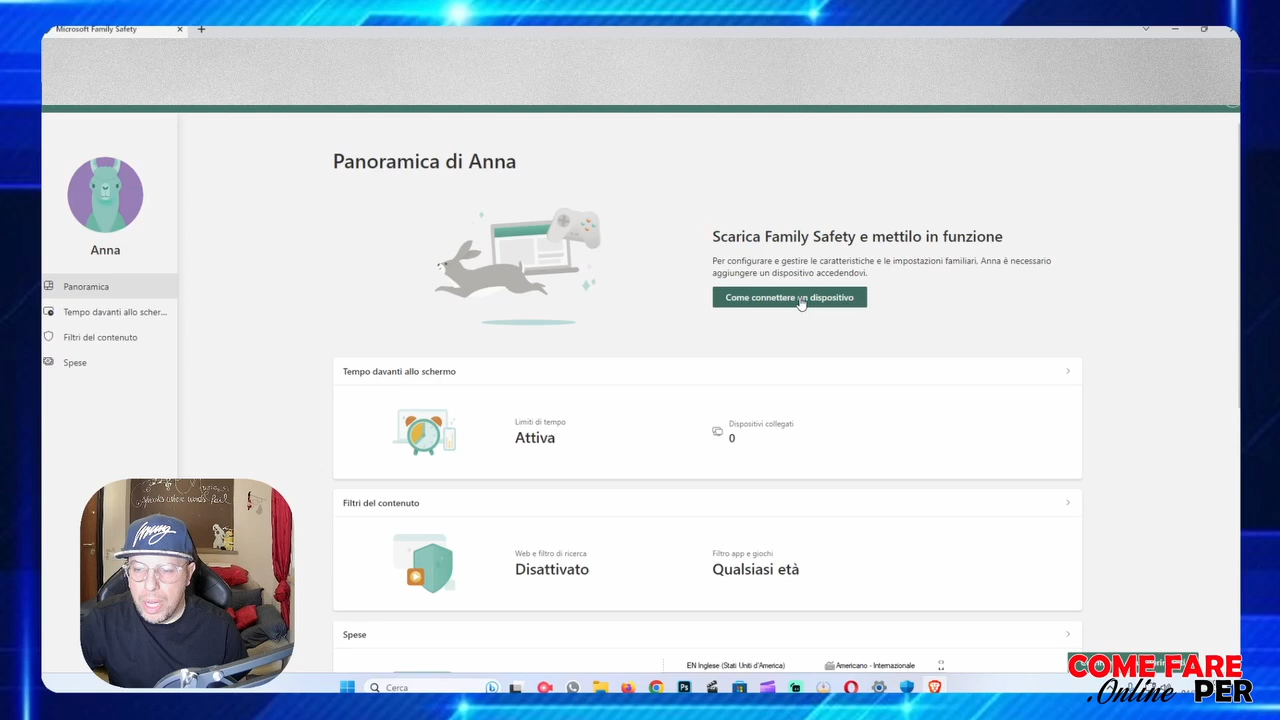 Microsoft Family Safety
Panoramica di Anna
Anna
Panoramica
Tempo davanti allo scher...
Filtri del contenuto
Spese
Scarica Family Safety e mettilo in funzione
Per configurare e gestire le caratteristiche e le impostazioni familiari, Anna è necessario
aggiungere un dispositivo accedendovi.
Come connettere un dispositivo
Tempo davanti allo schermo
Limiti di tempo
Attiva
Dispositivi collegati
0
Filtri del contenuto
Web e filtro di ricerca
Disattivato
Filtro app e giochi
Qualsiasi età
Spese
EN Inglese (Stati Uniti d'America)
Americano - Internazionale
Cerca
COME FARE
.Online PER